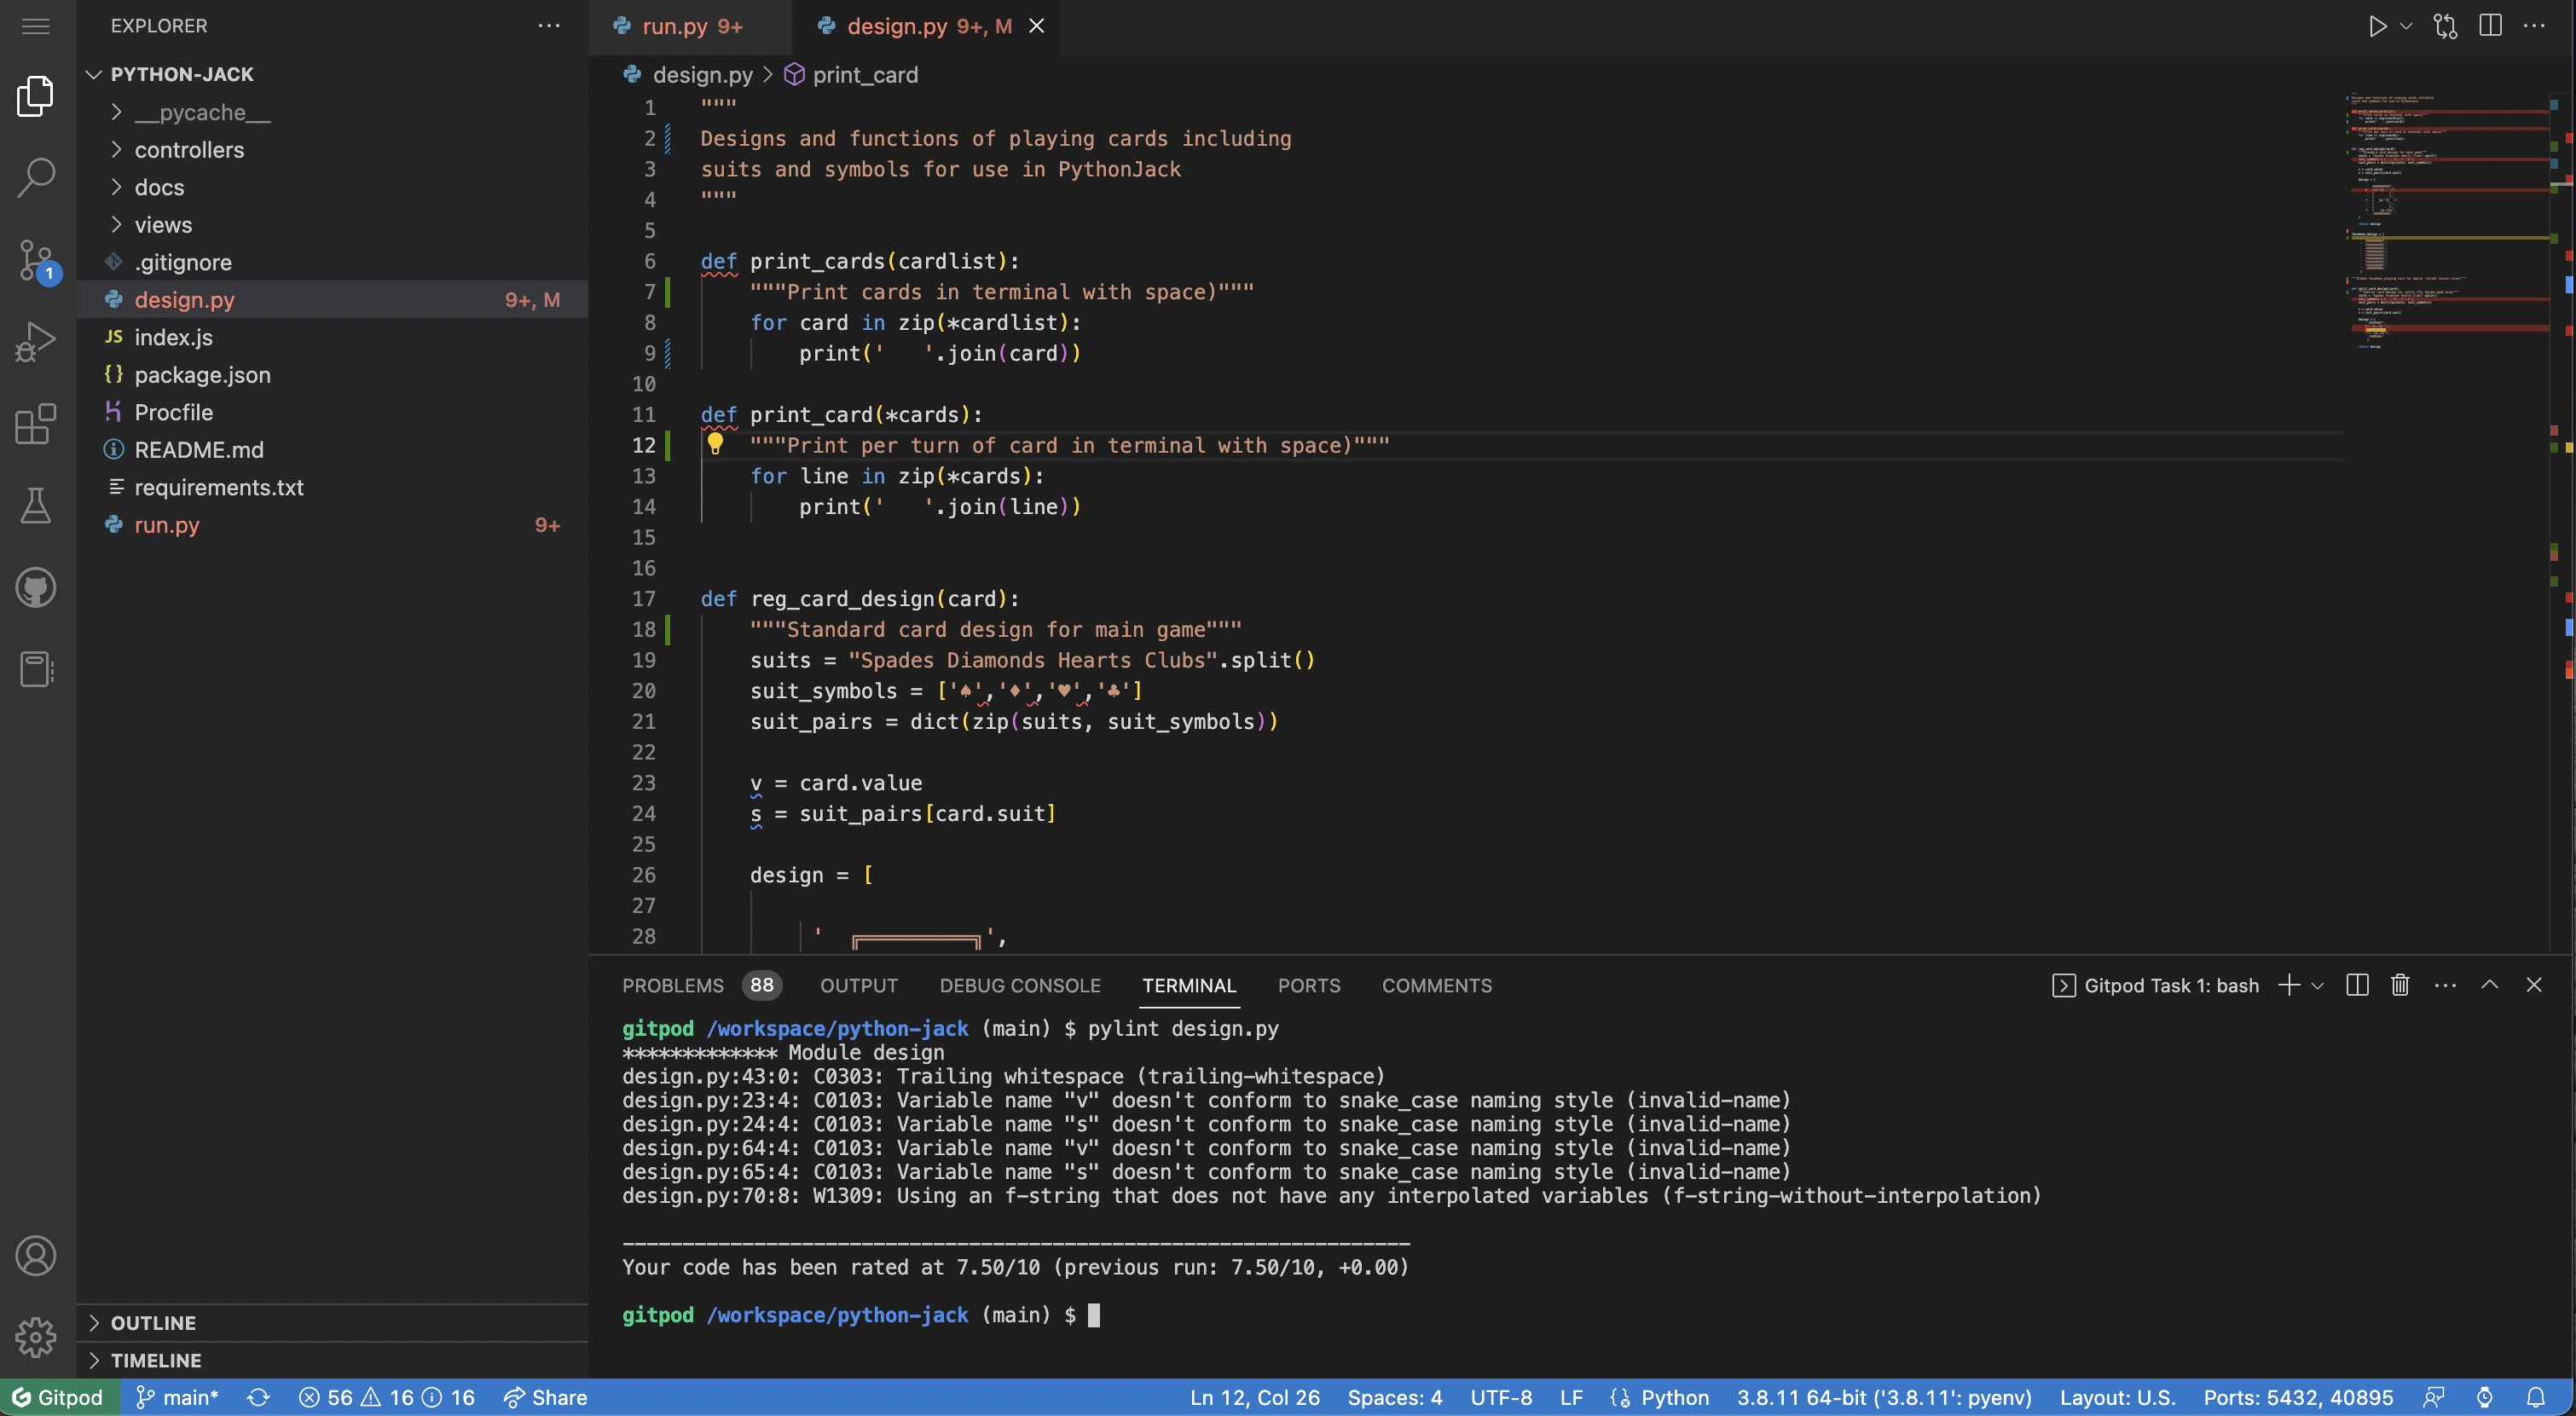 EXPLORER
PYTHON-JACK
__pycache__
controllers
docs
views
.gitignore
design.py 9+, M
JS index.js
{} package.json
Procfile
README.md
requirements.txt
run.py 9+
OUTLINE
TIMELINE
1
run.py 9+
design.py 9+, M
design.py > print_card
1 """
2 Designs and functions of playing cards including
3 suits and symbols for use in PythonJack
4 """
5
6 def print_cards(cardlist):
7     """Print cards in terminal with space)"""
8     for card in zip(*cardlist):
9         print('   '.join(card))
10
11 def print_card(*cards):
12     """Print per turn of card in terminal with space)"""
13     for line in zip(*cards):
14         print('   '.join(line))
15
16
17 def reg_card_design(card):
18     """Standard card design for main game"""
19     suits = "Spades Diamonds Hearts Clubs".split()
20     suit_symbols = ['♠','♦','♥','♣']
21     suit_pairs = dict(zip(suits, suit_symbols))
22
23     v = card.value
24     s = suit_pairs[card.suit]
25
26     design = [
27
28         '  ╔══════════╗',
PROBLEMS 88 OUTPUT DEBUG CONSOLE TERMINAL PORTS COMMENTS
Gitpod Task 1: bash
gitpod /workspace/python-jack (main) $ pylint design.py
************* Module design
design.py:43:0: C0303: Trailing whitespace (trailing-whitespace)
design.py:23:4: C0103: Variable name "v" doesn't conform to snake_case naming style (invalid-name)
design.py:24:4: C0103: Variable name "s" doesn't conform to snake_case naming style (invalid-name)
design.py:64:4: C0103: Variable name "v" doesn't conform to snake_case naming style (invalid-name)
design.py:65:4: C0103: Variable name "s" doesn't conform to snake_case naming style (invalid-name)
design.py:70:8: W1309: Using an f-string that does not have any interpolated variables (f-string-without-interpolation)
------------------------------------------------------------------
Your code has been rated at 7.50/10 (previous run: 7.50/10, +0.00)
gitpod /workspace/python-jack (main) $
Gitpod main* 56 16 16 Share
Ln 12, Col 26 Spaces: 4 UTF-8 LF Python 3.8.11 64-bit ('3.8.11': pyenv) Layout: U.S. Ports: 5432, 40895